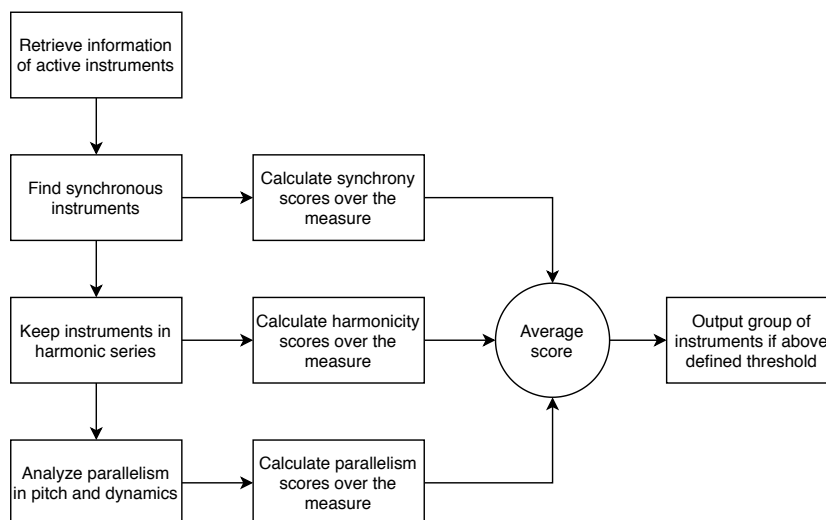 Retrieve information
of active instruments
Find synchronous
instruments
Calculate synchrony
scores over the
measure
Keep instruments in
harmonic series
Calculate harmonicity
scores over the
measure
Average
score
Output group of
instruments if above
defined threshold
Analyze parallelism
in pitch and dynamics
Calculate parallelism
scores over the
measure